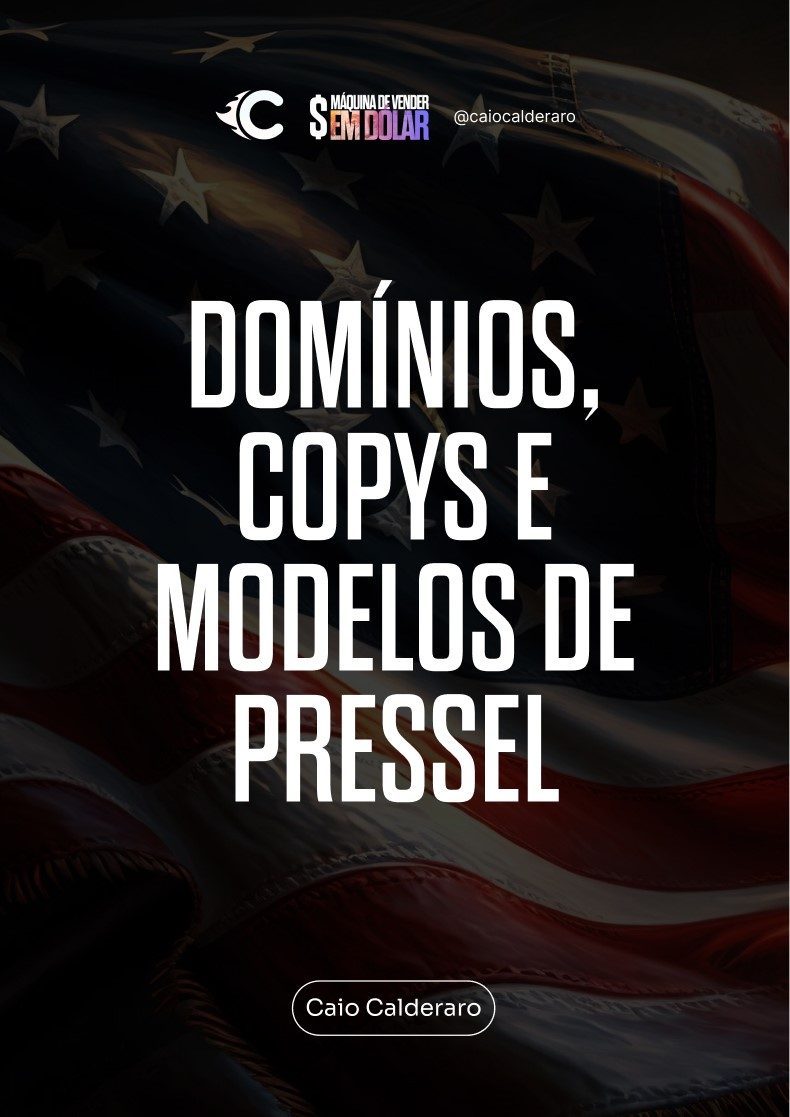 C
$ MÁQUINA DE VENDER
EM DÓLAR
@caiocalderaro
DOMÍNIOS,
COPYS E
MODELOS DE
PRESSEL
Caio Calderaro